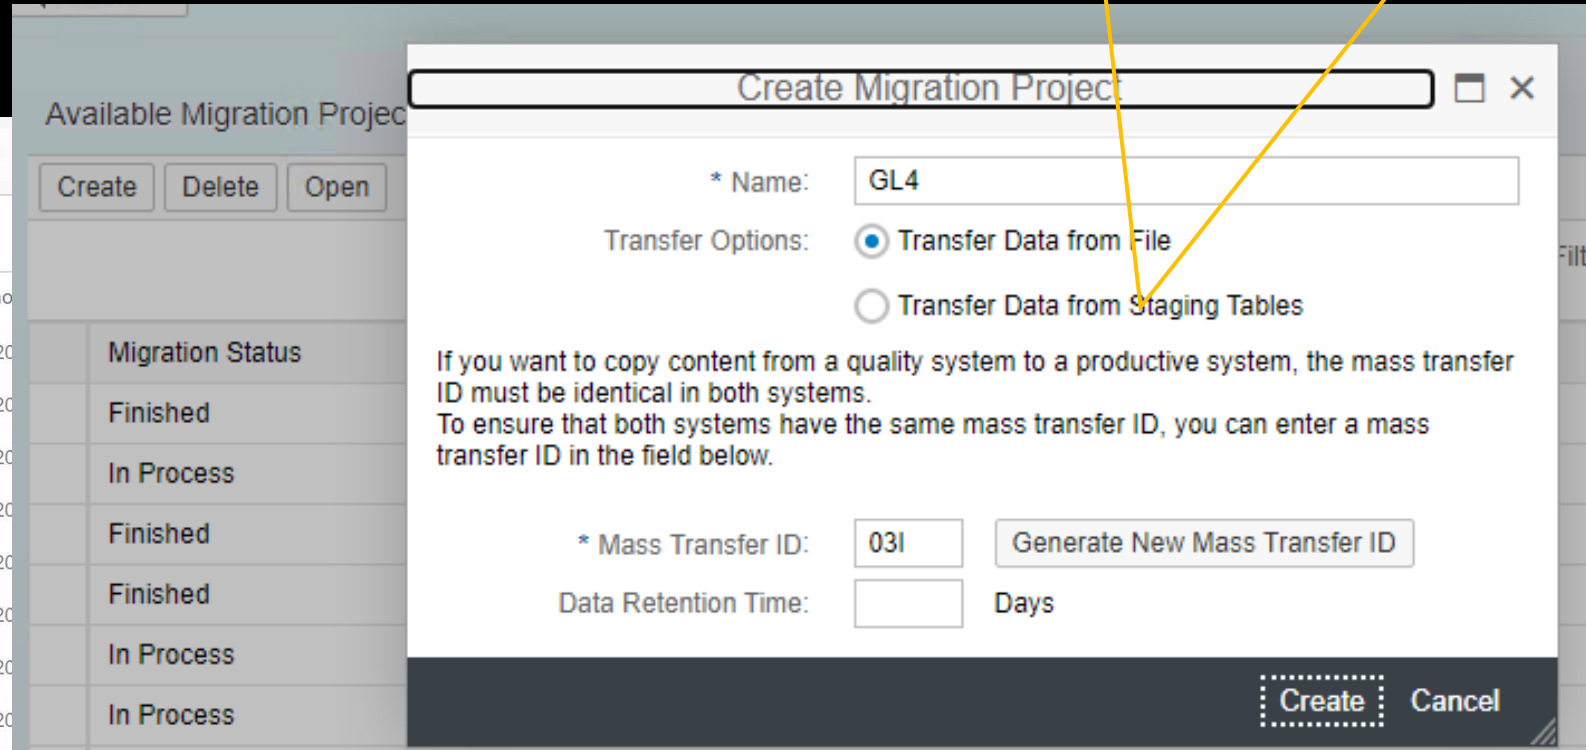 Available Migration Projec
Create Delete Open
Migration Status
Finished
In Process
Finished
Finished
In Process
In Process
Create Migration Project
* Name: GL4
Transfer Options: Transfer Data from File
Transfer Data from Staging Tables
If you want to copy content from a quality system to a productive system, the mass transfer
ID must be identical in both systems.
To ensure that both systems have the same mass transfer ID, you can enter a mass
transfer ID in the field below.
* Mass Transfer ID: 03I Generate New Mass Transfer ID
Data Retention Time: Days
Create Cancel